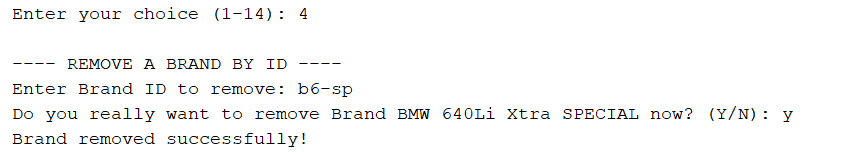 Enter your choice (1-14): 4
---- REMOVE A BRAND BY ID ----
Enter Brand ID to remove: b6-sp
Do you really want to remove Brand BMW 640Li Xtra SPECIAL now? (Y/N): y
Brand removed successfully!